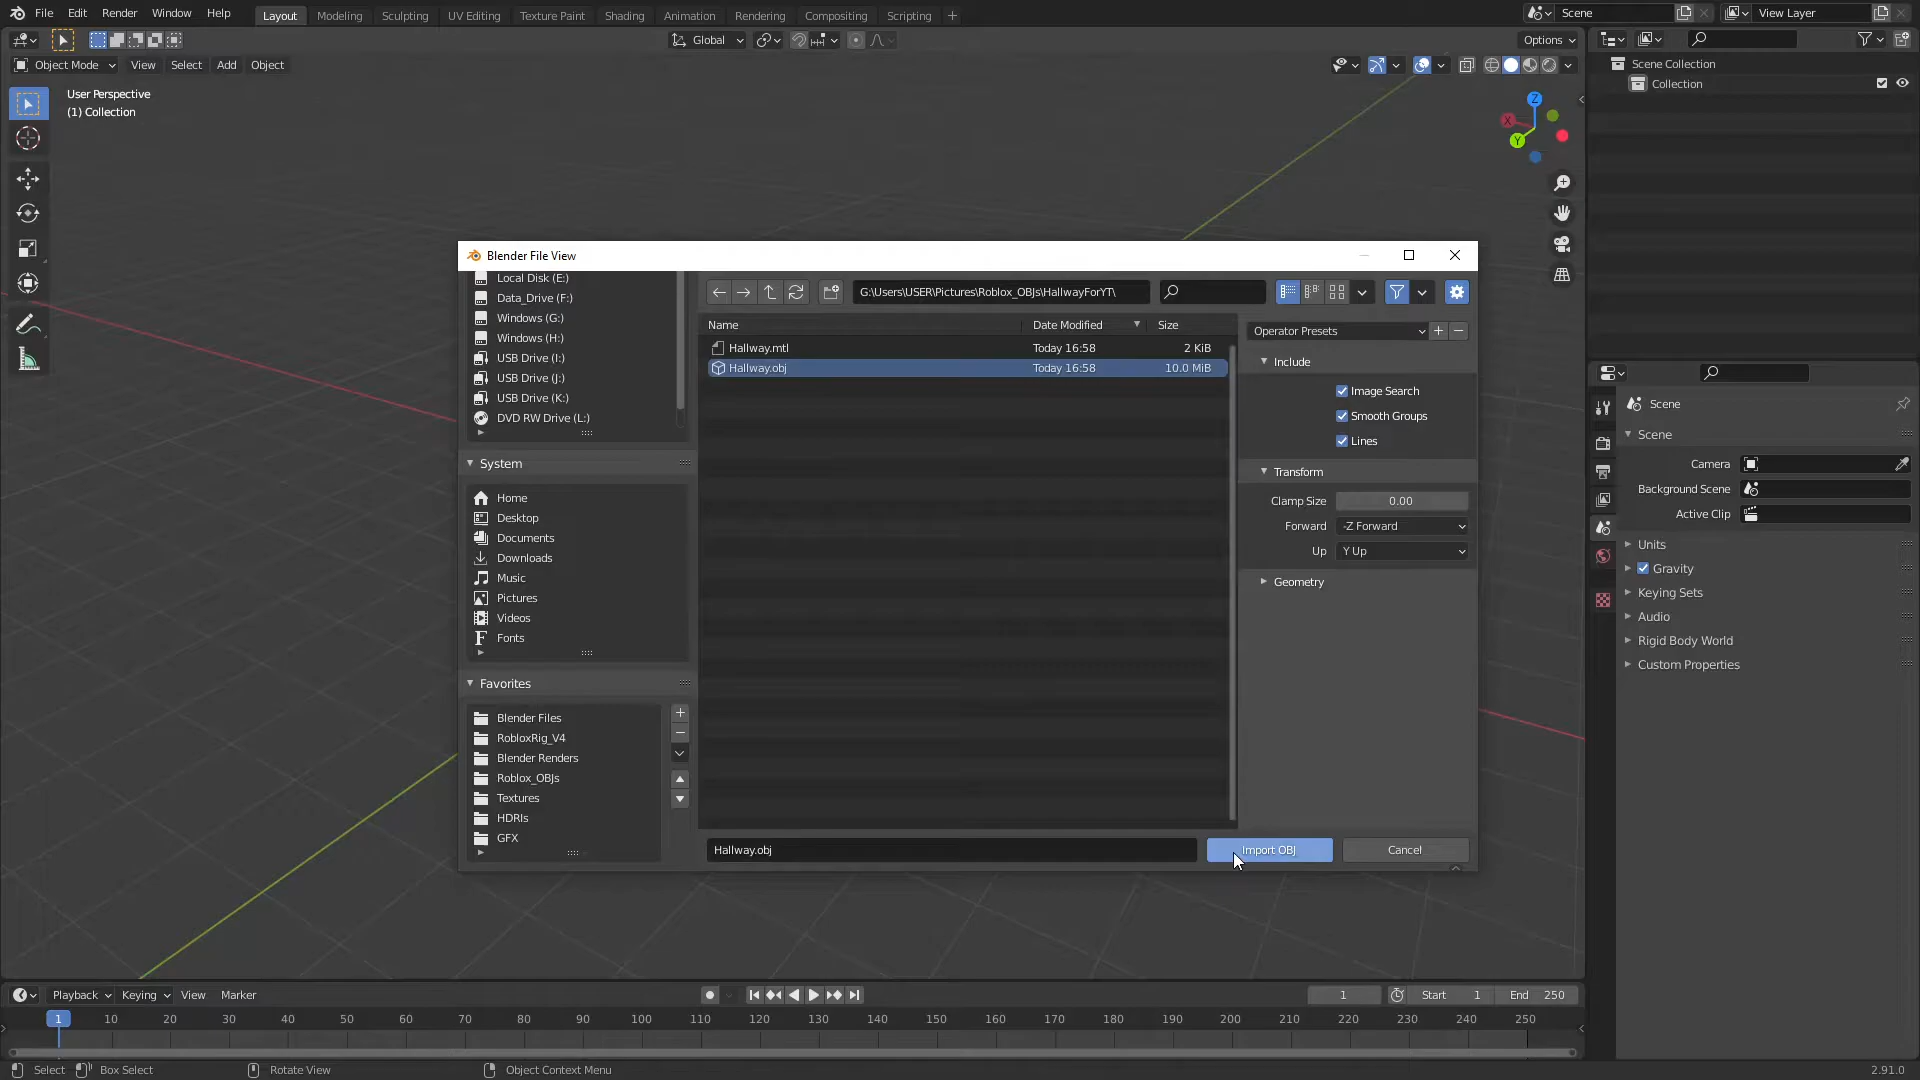 File Edit Render Window Help Layout Modeling Sculpting UV Editing Texture Paint Shading Animation Rendering Compositing Scripting + Scene View Layer
Global Options
Object Mode View Select Add Object
User Perspective
(1) Collection
Z
X
Y
Scene Collection
Collection
Blender File View
Local Disk (E:)
Data_Drive (F:)
Windows (G:)
Windows (H:)
USB Drive (I:)
USB Drive (J:)
USB Drive (K:)
DVD RW Drive (L:)
System
Home
Desktop
Documents
Downloads
Music
Pictures
Videos
Fonts
Favorites
Blender Files
RobloxRig_V4
Blender Renders
Roblox_OBJs
Textures
HDRIs
GFX
G:\Users\USER\Pictures\Roblox_OBJs\HallwayForYT\
Name Date Modified Size
Hallway.mtl Today 16:58 2 KiB
Hallway.obj Today 16:58 10.0 MiB
Operator Presets
Include
Image Search
Smooth Groups
Lines
Transform
Clamp Size 0.00
Forward -Z Forward
Up Y Up
Geometry
Hallway.obj Import OBJ Cancel
Scene
Scene
Camera
Background Scene
Active Clip
Units
Gravity
Keying Sets
Audio
Rigid Body World
Custom Properties
Playback Keying View Marker 1 Start 1 End 250
1 10 20 30 40 50 60 70 80 90 100 110 120 130 140 150 160 170 180 190 200 210 220 230 240 250
Select Box Select Rotate View Object Context Menu 2.91.0